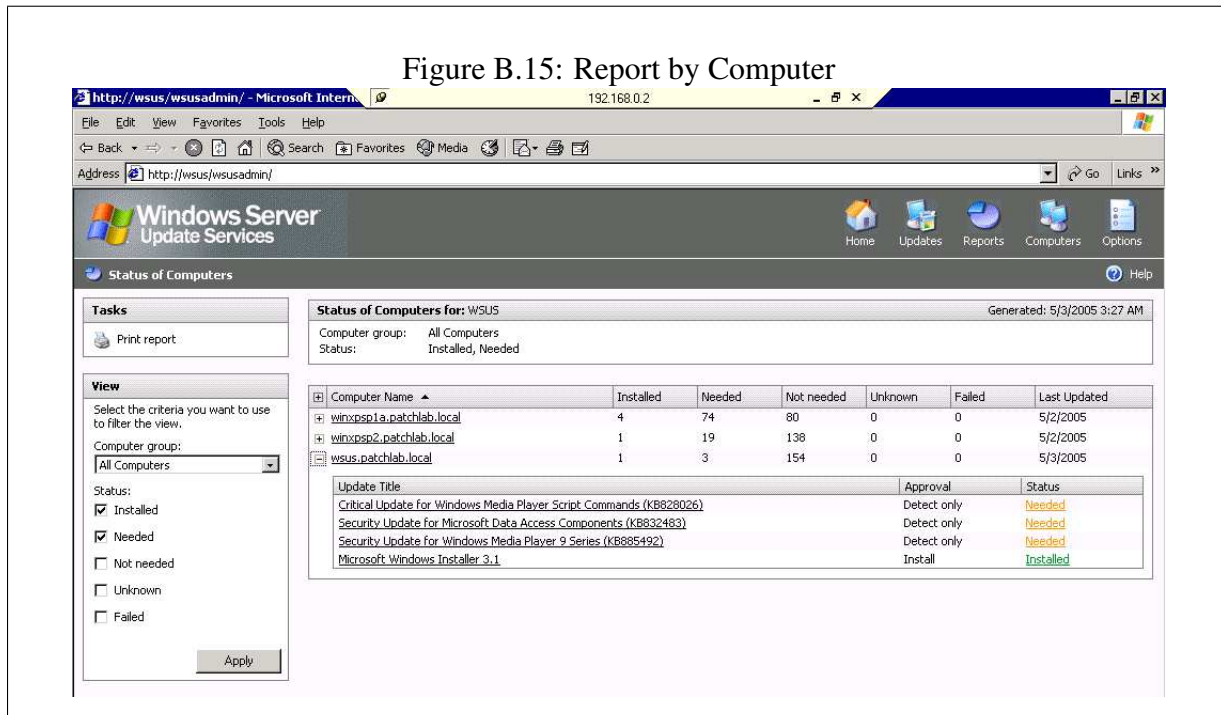 Figure B.15: Report by Computer
http://wsus/wsusadmin/ - Microsoft Intern
192.168.0.2
File Edit View Favorites Tools Help
Back Search Favorites Media
Address http://wsus/wsusadmin/ Go Links »
Windows Server
Update Services
Home Updates Reports Computers Options
Status of Computers Help
Tasks
Print report
Status of Computers for: WSUS Generated: 5/3/2005 3:27 AM
Computer group: All Computers
Status: Installed, Needed
View
Select the criteria you want to use
to filter the view.
Computer group:
All Computers
Status:
Installed
Needed
Not needed
Unknown
Failed
Apply
Computer Name Installed Needed Not needed Unknown Failed Last Updated
winxpsp1a.patchlab.local 4 74 80 0 0 5/2/2005
winxpsp2.patchlab.local 1 19 138 0 0 5/2/2005
wsus.patchlab.local 1 3 154 0 0 5/3/2005
Update Title Approval Status
Critical Update for Windows Media Player Script Commands (KB828026) Detect only Needed
Security Update for Microsoft Data Access Components (KB832483) Detect only Needed
Security Update for Windows Media Player 9 Series (KB885492) Detect only Needed
Microsoft Windows Installer 3.1 Install Installed